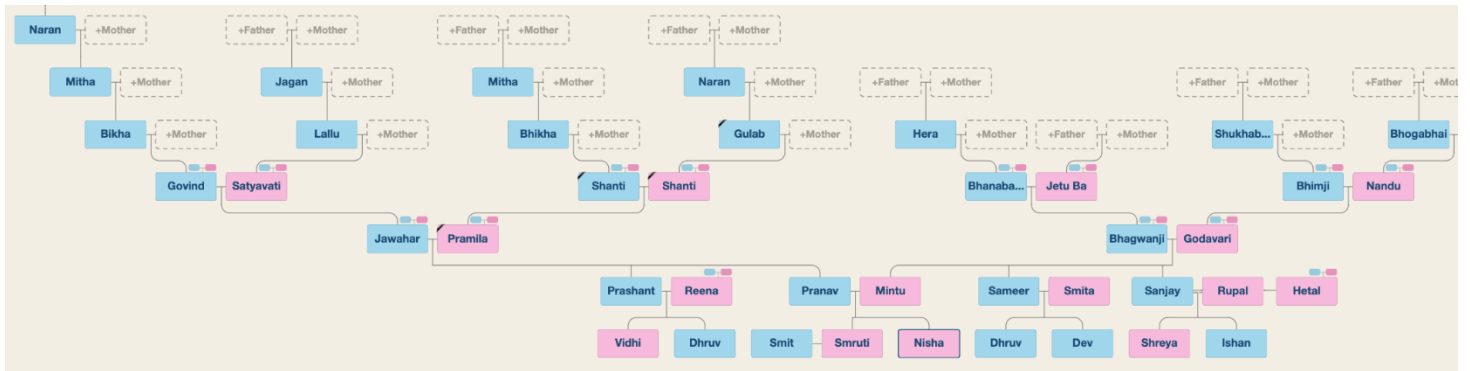 Naran +Mother +Father +Mother +Father +Mother +Father +Mother
Mitha +Mother Jagan +Mother Mitha +Mother Naran +Mother +Father +Mother +Father +Mother +Father +Mot
Bikha +Mother Lallu +Mother Bhikha +Mother Gulab +Mother Hera +Mother +Father +Mother Shukhab... +Mother Bhogabhai
Govind Satyavati Shanti Shanti Bhanaba... Jetu Ba Bhimji Nandu
Jawahar Pramila Bhagwanji Godavari
Prashant Reena Pranav Mintu Sameer Smita Sanjay Rupal Hetal
Vidhi Dhruv Smit Smruti Nisha Dhruv Dev Shreya Ishan